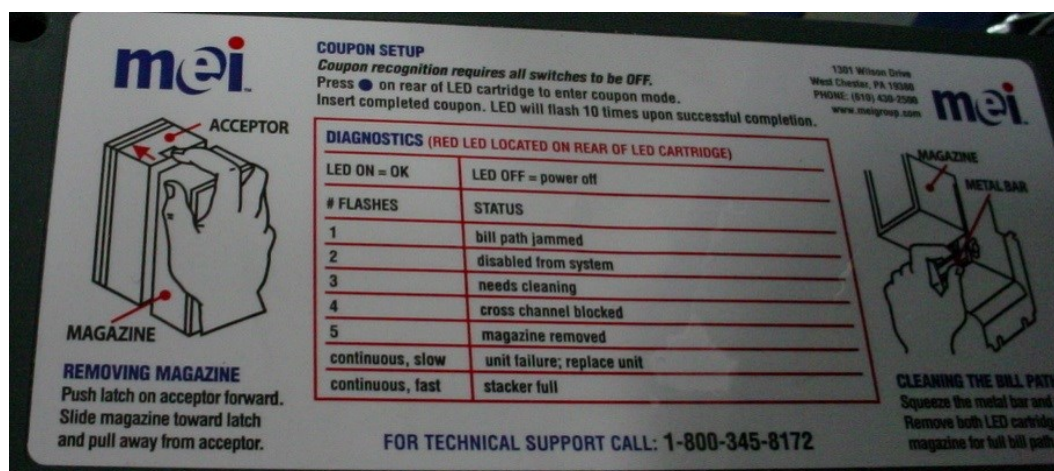 mei
COUPON SETUP
Coupon recognition requires all switches to be OFF.
Press on rear of LED cartridge to enter coupon mode.
Insert completed coupon. LED will flash 10 times upon successful completion.
1301 Wilson Drive
West Chester, PA 19380
PHONE: (610) 430-2500
www.meigroup.com
mei
ACCEPTOR
MAGAZINE
REMOVING MAGAZINE
Push latch on acceptor forward.
Slide magazine toward latch
and pull away from acceptor.
DIAGNOSTICS (RED LED LOCATED ON REAR OF LED CARTRIDGE)
LED ON = OK LED OFF = power off
# FLASHES STATUS
1 bill path jammed
2 disabled from system
3 needs cleaning
4 cross channel blocked
5 magazine removed
continuous, slow unit failure; replace unit
continuous, fast stacker full
FOR TECHNICAL SUPPORT CALL: 1-800-345-8172
MAGAZINE
METAL BAR
CLEANING THE BILL PATH
Squeeze the metal bar and
Remove both LED cartridg
magazine for full bill path